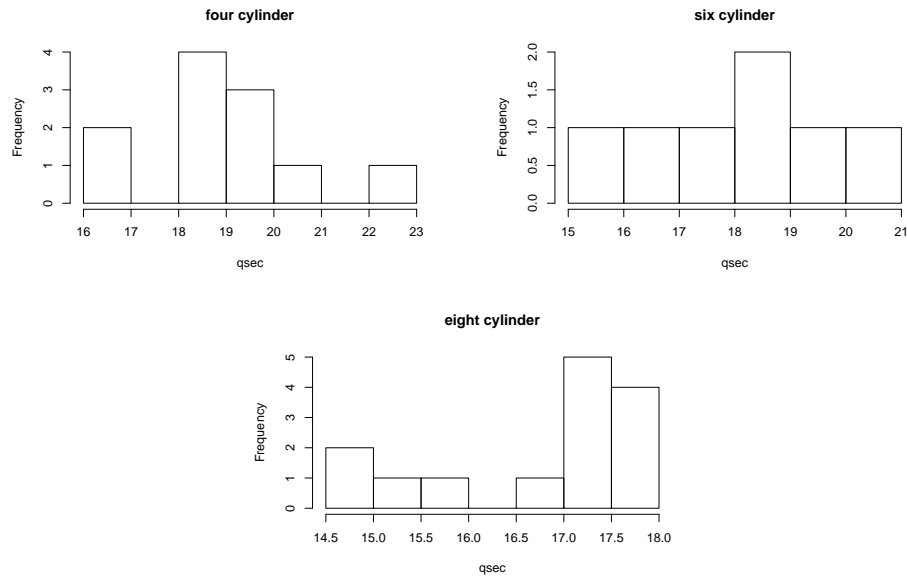 four cylinder
Frequency
4
3
2
1
0
16 17 18 19 20 21 22 23
qsec
six cylinder
Frequency
2.0
1.5
1.0
0.5
0.0
15 16 17 18 19 20 21
qsec
eight cylinder
Frequency
5
4
3
2
1
0
14.5 15.0 15.5 16.0 16.5 17.0 17.5 18.0
qsec